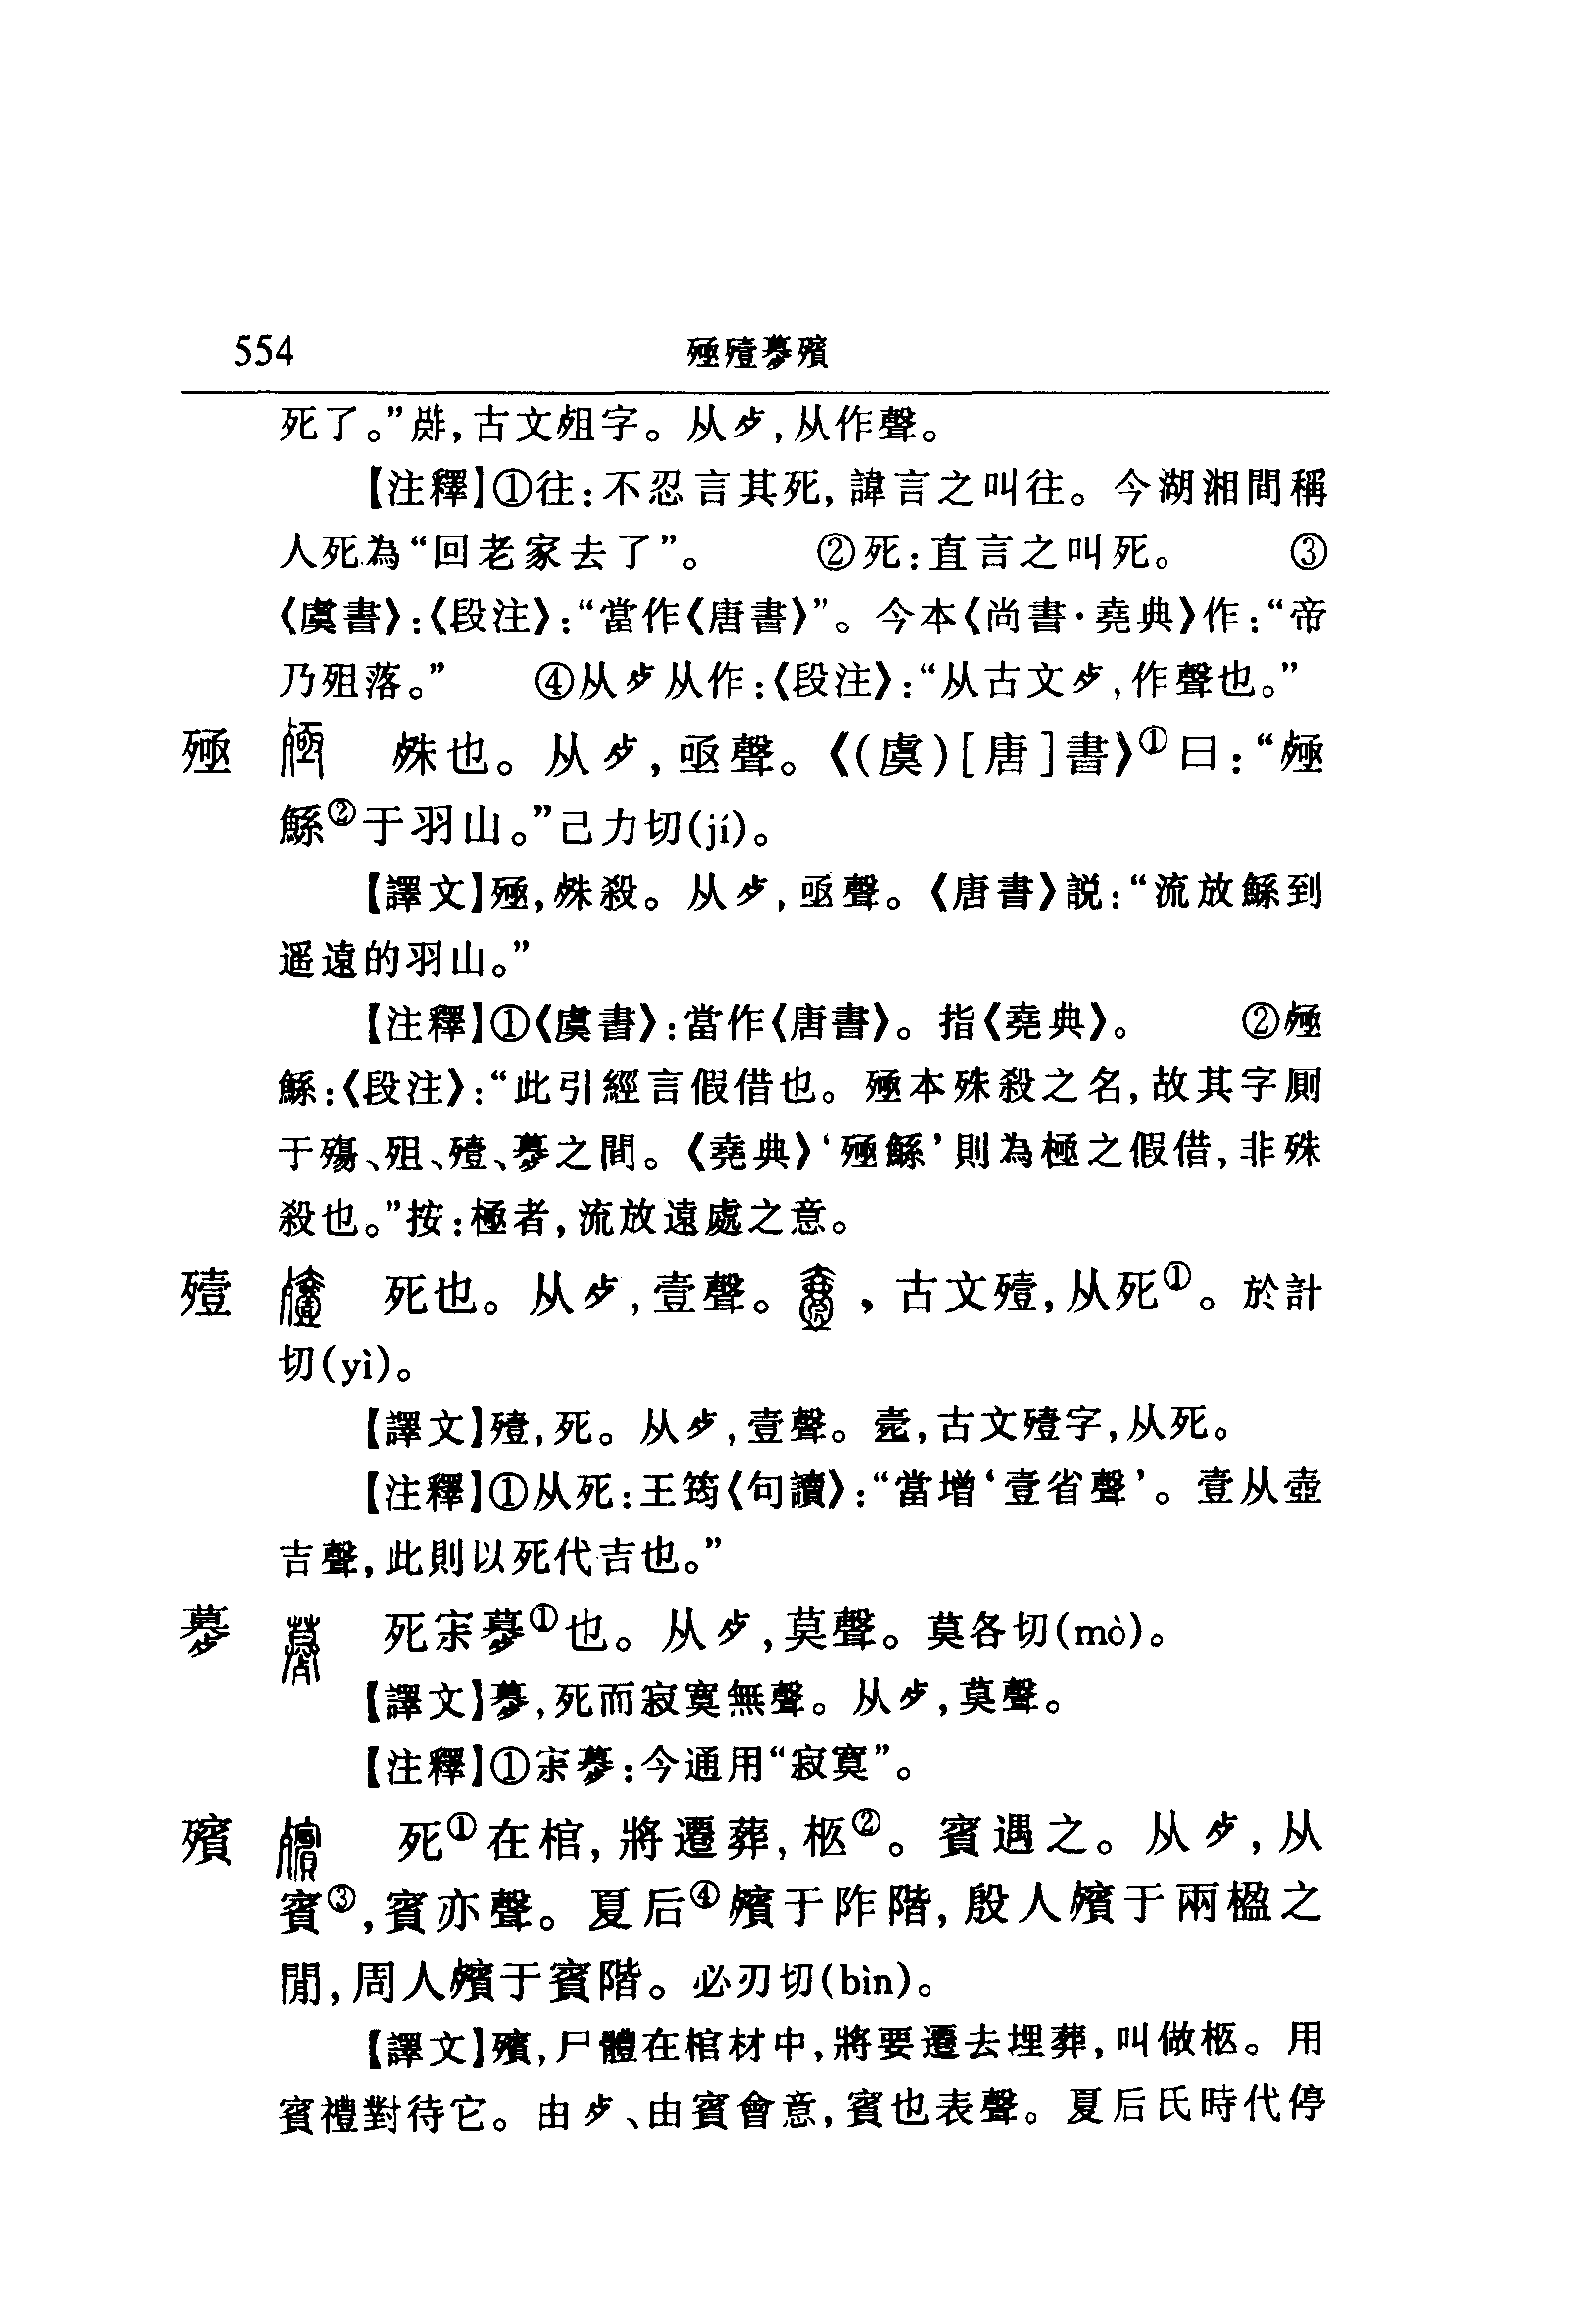 554 殛殪㱳殯
死了。”𣨞,古文殂字。从歺,从作聲。
【注釋】①往:不忍言其死,諱言之叫往。今湖湘間稱
人死為“回老家去了”。 ②死:直言之叫死。 ③
《虞書》:《段注》:“當作《唐書》”。今本《尚書·堯典》作:“帝
乃殂落。” ④从歺从作:《段注》:“从古文歺,作聲也。”
殛 殊也。从歺,亟聲。《(虞)[唐]書》①曰:“殛
鯀②于羽山。”己力切(jí)。
【譯文】殛,殊殺。从歺,亟聲。《唐書》説:“流放鯀到
遥遠的羽山。”
【注釋】①《虞書》:當作《唐書》。指《堯典》。 ②殛
鯀:《段注》:“此引經言假借也。殛本殊殺之名,故其字厠
于殤、殂、殪、㱳之間。《堯典》‘殛鯀’則為極之假借,非殊
殺也。”按:極者,流放遠處之意。
殪 死也。从歺,壹聲。,古文殪,从死①。於計
切(yì)。
【譯文】殪,死。从歺,壹聲。,古文殪字,从死。
【注釋】①从死:王筠《句讀》:“當增‘壹省聲’。壹从壺
吉聲,此則以死代吉也。”
㱳 死宗㱳①也。从歺,莫聲。莫各切(mò)。
【譯文】㱳,死而寂寞無聲。从歺,莫聲。
【注釋】①㱳:今通用“寂寞”。
殯 死①在棺,將遷葬,柩②。賓遇之。从歺,从
賓③,賓亦聲。夏后④殯于阼階,殷人殯于兩楹之
閒,周人殯于賓階。必刃切(bìn)。
【譯文】殯,尸體在棺材中,將要遷去埋葬,叫做柩。用
賓禮對待它。由歺、由賓會意,賓也表聲。夏后氏時代停